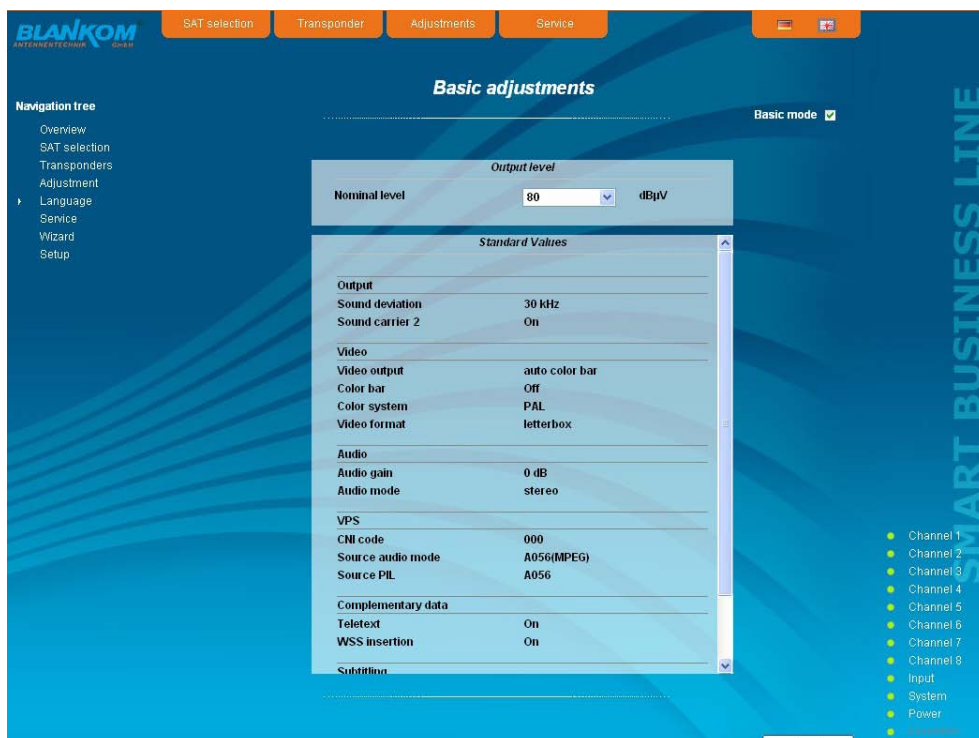 BLANKOM
ANTENNENTECHNIK GmbH
SAT selection
Transponder
Adjustments
Service
Basic adjustments
Navigation tree
Basic mode
Overview
SAT selection
Transponders
Adjustment
Language
Service
Wizard
Setup
Output level
Nominal level 80 dBµV
Standard Values
Output
Sound deviation 30 kHz
Sound carrier 2 On
Video
Video output auto color bar
Color bar Off
Color system PAL
Video format letterbox
Audio
Audio gain 0 dB
Audio mode stereo
VPS
CNI code 000
Source audio mode A056(MPEG)
Source PIL A056
Complementary data
Teletext On
WSS insertion On
Subtitling
SMART BUSINESS LINE
Channel 1
Channel 2
Channel 3
Channel 4
Channel 5
Channel 6
Channel 7
Channel 8
Input
System
Power